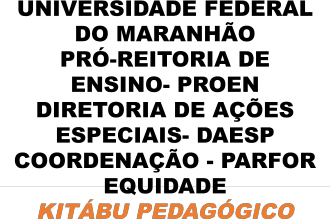 UNIVERSIDADE FEDERAL
DO MARANHÃO
PRÓ-REITORIA DE
ENSINO- PROEN
DIRETORIA DE AÇÕES
ESPECIAIS- DAESP
COORDENAÇÃO - PARFOR
EQUIDADE
KITÁBU PEDAGÓGICO